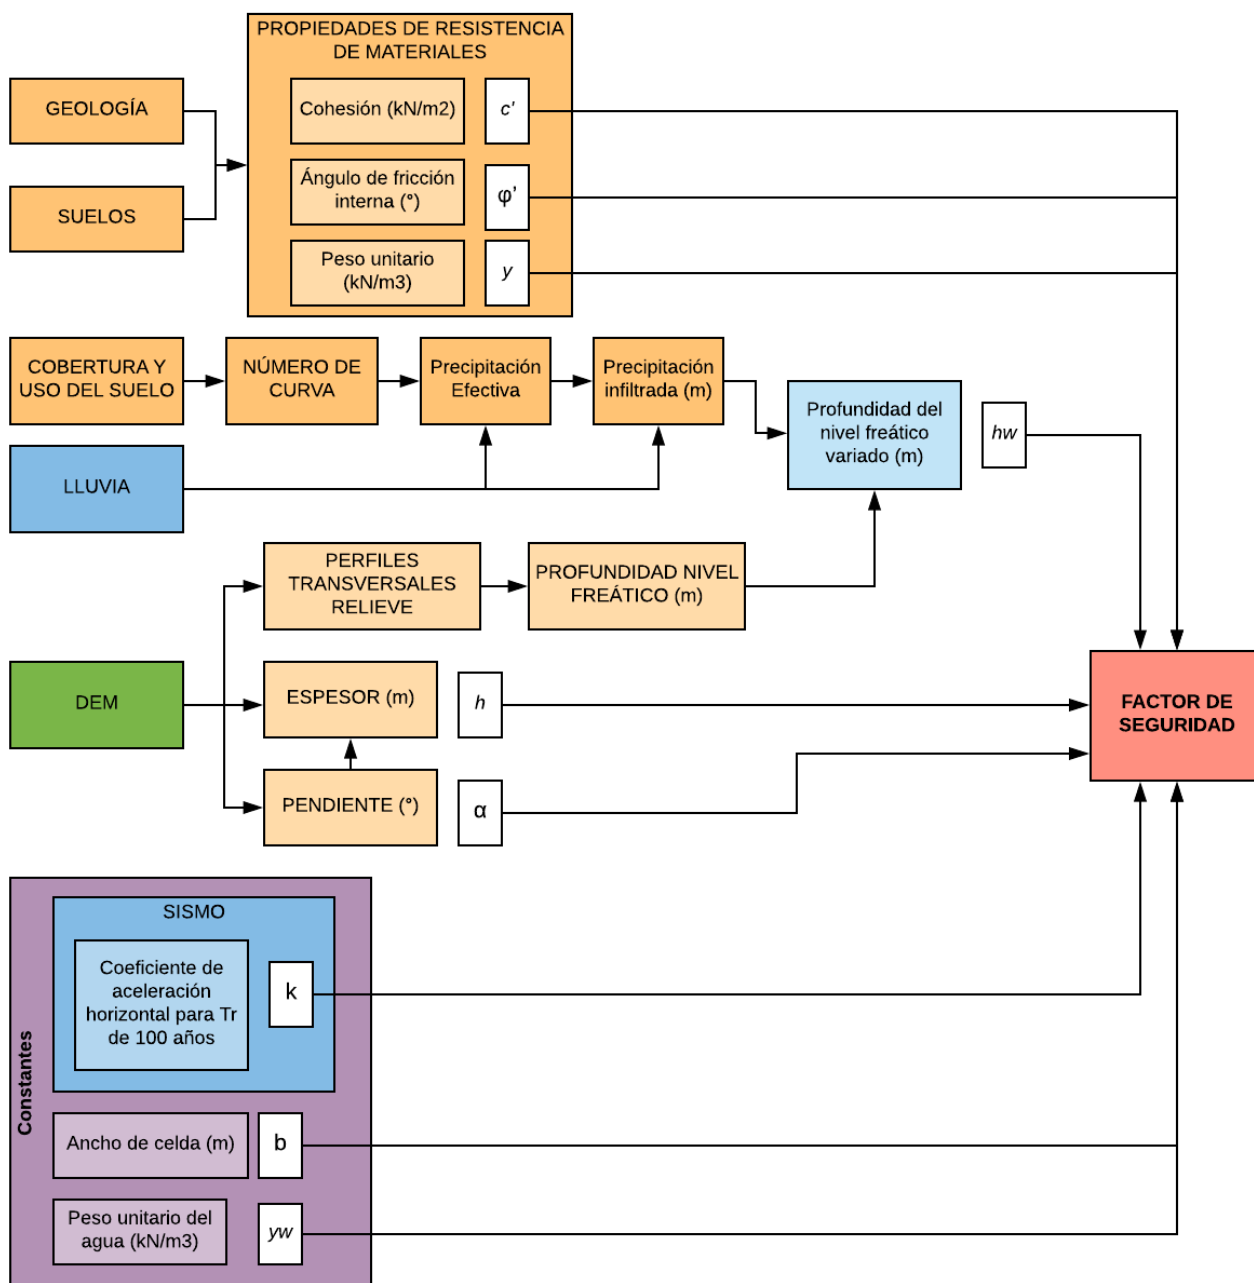 PROPIEDADES DE RESISTENCIA
DE MATERIALES
GEOLOGÍA
SUELOS
Cohesión (kN/m2)
c'
Ángulo de fricción
interna (°)
φ’
Peso unitario
(kN/m3)
y
COBERTURA Y
USO DEL SUELO
NÚMERO DE
CURVA
Precipitación
Efectiva
Precipitación
infiltrada (m)
Profundidad del
nivel freático
variado (m)
hw
LLUVIA
PERFILES
TRANSVERSALES
RELIEVE
PROFUNDIDAD NIVEL
FREÁTICO (m)
DEM
ESPESOR (m)
h
PENDIENTE (°)
α
FACTOR DE
SEGURIDAD
Constantes
SISMO
Coeficiente de
aceleración
horizontal para Tr
de 100 años
k
Ancho de celda (m)
b
Peso unitario del
agua (kN/m3)
yw